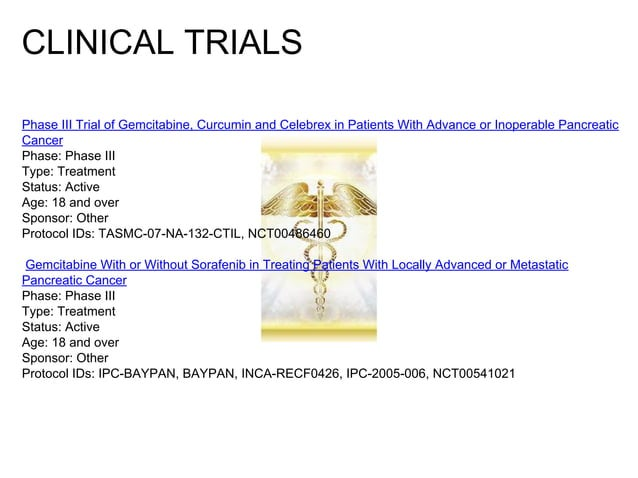 CLINICAL TRIALS
Phase III Trial of Gemcitabine, Curcumin and Celebrex in Patients With Advance or Inoperable Pancreatic
Cancer
Phase: Phase III
Type: Treatment
Status: Active
Age: 18 and over
Sponsor: Other
Protocol IDs: TASMC-07-NA-132-CTIL, NCT00486460
Gemcitabine With or Without Sorafenib in Treating Patients With Locally Advanced or Metastatic
Pancreatic Cancer
Phase: Phase III
Type: Treatment
Status: Active
Age: 18 and over
Sponsor: Other
Protocol IDs: IPC-BAYPAN, BAYPAN, INCA-RECF0426, IPC-2005-006, NCT00541021